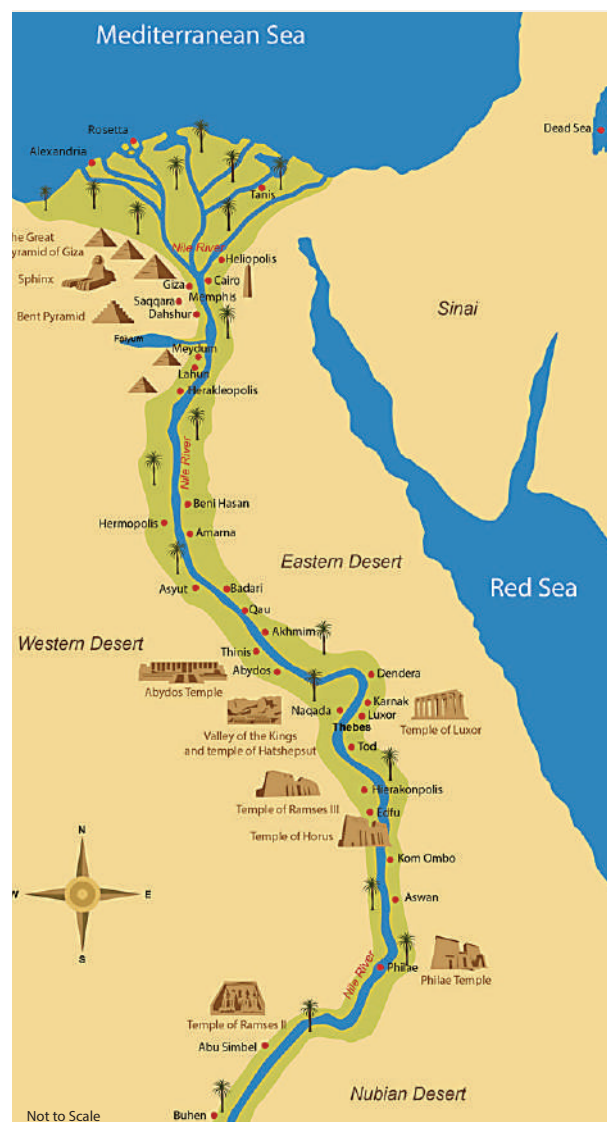 Mediterranean Sea
Rosetta
Dead Sea
Alexandria
Tanis
Nile River
he Great
yramid of Giza
Heliopolis
Sphinx
Cairo
Giza
Memphis
Saqqara
Sinai
Bent Pyramid
Dahshur
Faiyum
Meydum
Lahun
Herakleopolis
Nile River
Beni Hasan
Hermopolis
Amarna
Eastern Desert
Red Sea
Asyut
Badari
Qau
Akhmim
Western Desert
Thinis
Abydos
Dendera
Abydos Temple
Karnak
Naqada
Luxor
Thebes
Temple of Luxor
Valley of the Kings
and temple of Hatshepsut
Tod
Hierakonpolis
Temple of Ramses III
Edfu
Temple of Horus
N
Kom Ombo
W
E
Aswan
S
Philae
Nile River
Philae Temple
Temple of Ramses II
Abu Simbel
Nubian Desert
Not to Scale
Buhen